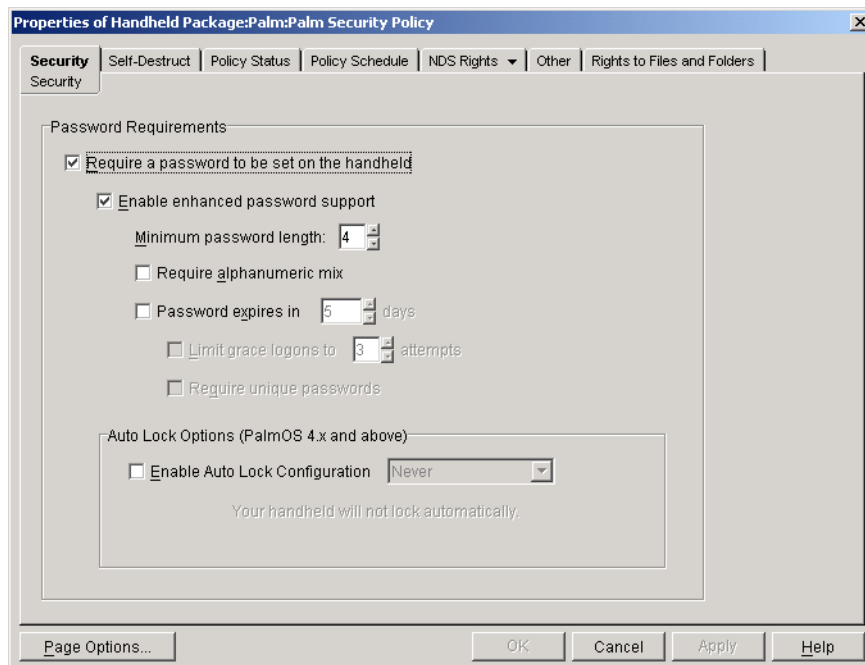 Properties of Handheld Package:Palm:Palm Security Policy
Security Self-Destruct Policy Status Policy Schedule NDS Rights Other Rights to Files and Folders
Security
Password Requirements
Require a password to be set on the handheld
Enable enhanced password support
Minimum password length: 4
Require alphanumeric mix
Password expires in 5 days
Limit grace logons to 3 attempts
Require unique passwords
Auto Lock Options (PalmOS 4.x and above)
Enable Auto Lock Configuration Never
Your handheld will not lock automatically.
Page Options... OK Cancel Apply Help